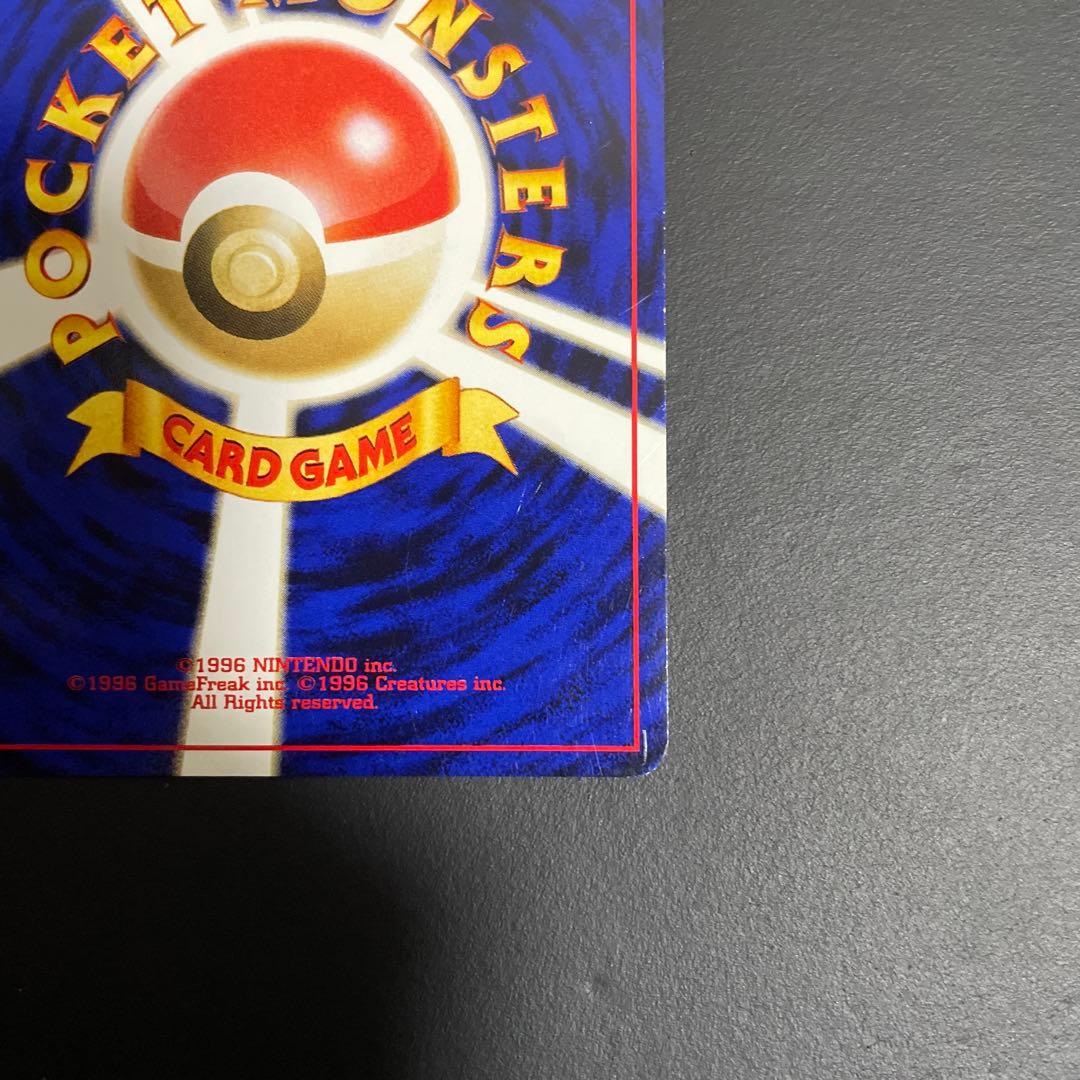 POCKET MONSTERS
CARD GAME
©1996 NINTENDO inc.
©1996 GameFreak inc. ©1996 Creatures inc.
All Rights reserved.